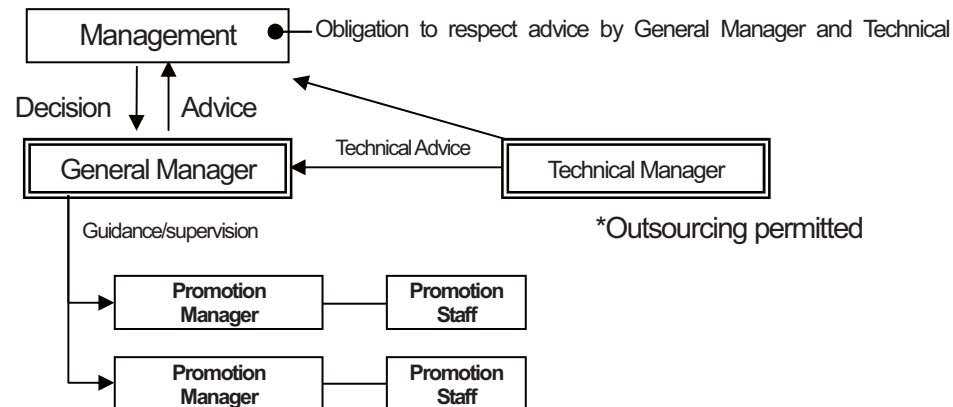 Management
Obligation to respect advice by General Manager and Technical
Decision
Advice
General Manager
Technical Advice
Technical Manager
*Outsourcing permitted
Guidance/supervision
Promotion
Manager
Promotion
Staff
Promotion
Manager
Promotion
Staff